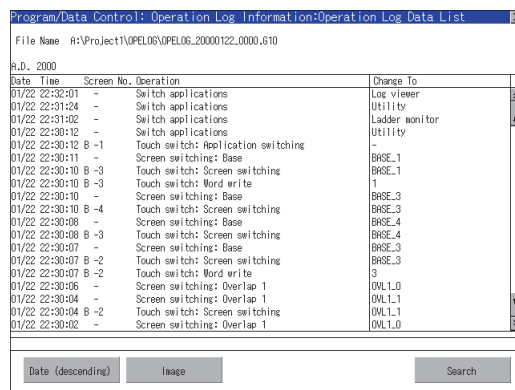 Program/Data Control: Operation Log Information:Operation Log Data List
File Name A:\Project1\OPELOG\OPELOG_20000122_0000.G10
A.D. 2000
Date Time Screen No. Operation Change To
01/22 22:32:01 - Switch applications Log viewer
01/22 22:31:24 - Switch applications Utility
01/22 22:31:02 - Switch applications Ladder monitor
01/22 22:30:12 - Switch applications Utility
01/22 22:30:12 B -1 Touch switch: Application switching -
01/22 22:30:11 - Screen switching: Base BASE_1
01/22 22:30:10 B -3 Touch switch: Screen switching BASE_1
01/22 22:30:10 B -3 Touch switch: Word write 1
01/22 22:30:10 - Screen switching: Base BASE_3
01/22 22:30:10 B -4 Touch switch: Screen switching BASE_3
01/22 22:30:08 - Screen switching: Base BASE_4
01/22 22:30:08 B -3 Touch switch: Screen switching BASE_4
01/22 22:30:07 - Screen switching: Base BASE_3
01/22 22:30:07 B -2 Touch switch: Screen switching BASE_3
01/22 22:30:07 B -2 Touch switch: Word write 3
01/22 22:30:06 - Screen switching: Overlap 1 OVL1_0
01/22 22:30:04 - Screen switching: Overlap 1 OVL1_1
01/22 22:30:04 B -2 Touch switch: Screen switching OVL1_1
01/22 22:30:02 - Screen switching: Overlap 1 OVL1_0
Date (descending) Image Search